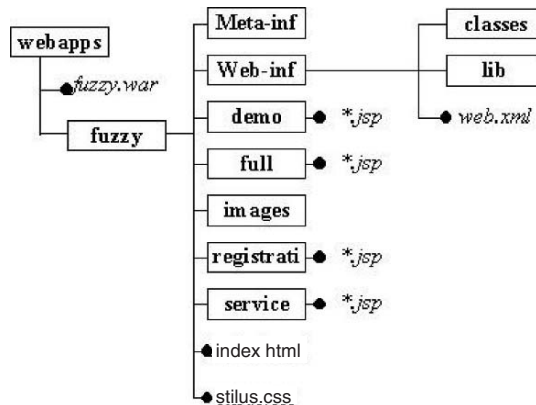 webapps
fuzzy.war
fuzzy
Meta-inf
Web-inf
classes
lib
web.xml
demo
*.jsp
full
*.jsp
images
registrati
*.jsp
service
*.jsp
index html
stilus.css